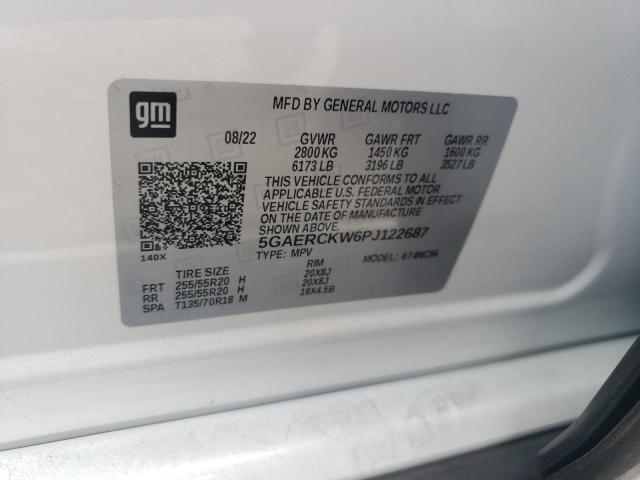 gm
MFD BY GENERAL MOTORS LLC
08/22 GVWR GAWR FRT GAWR RR
2800 KG 1450 KG 1600 KG
6173 LB 3196 LB 3527 LB
THIS VEHICLE CONFORMS TO ALL
APPLICABLE U.S. FEDERAL MOTOR
VEHICLE SAFETY STANDARDS IN EFFECT
ON THE DATE OF MANUFACTURE
SHOWN ABOVE.
140X
5GAERCKW6PJ122687
TYPE: MPV
TIRE SIZE RIM
FRT 255/55R20 H 20X8J
RR 255/55R20 H 20X8J
SPA T135/70R18 M 18X4.5B